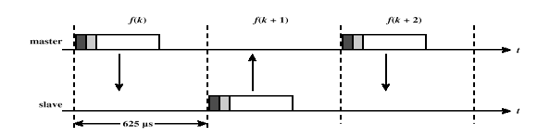 f(k) f(k + 1) f(k + 2)
master t
slave t
625 µs